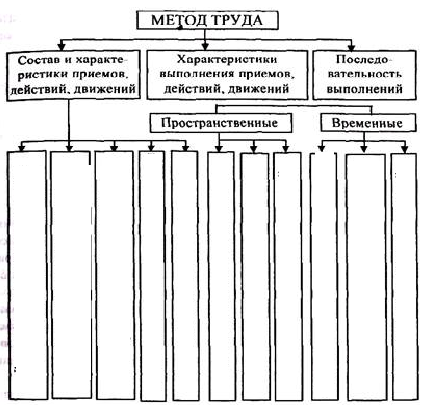 МЕТОД ТРУДА
Состав и характе-
ристики приемов,
действий, движений
Характеристики
выполнения приемов,
действий, движений
Последо-
вательность
выполнений
Пространственные
Временные